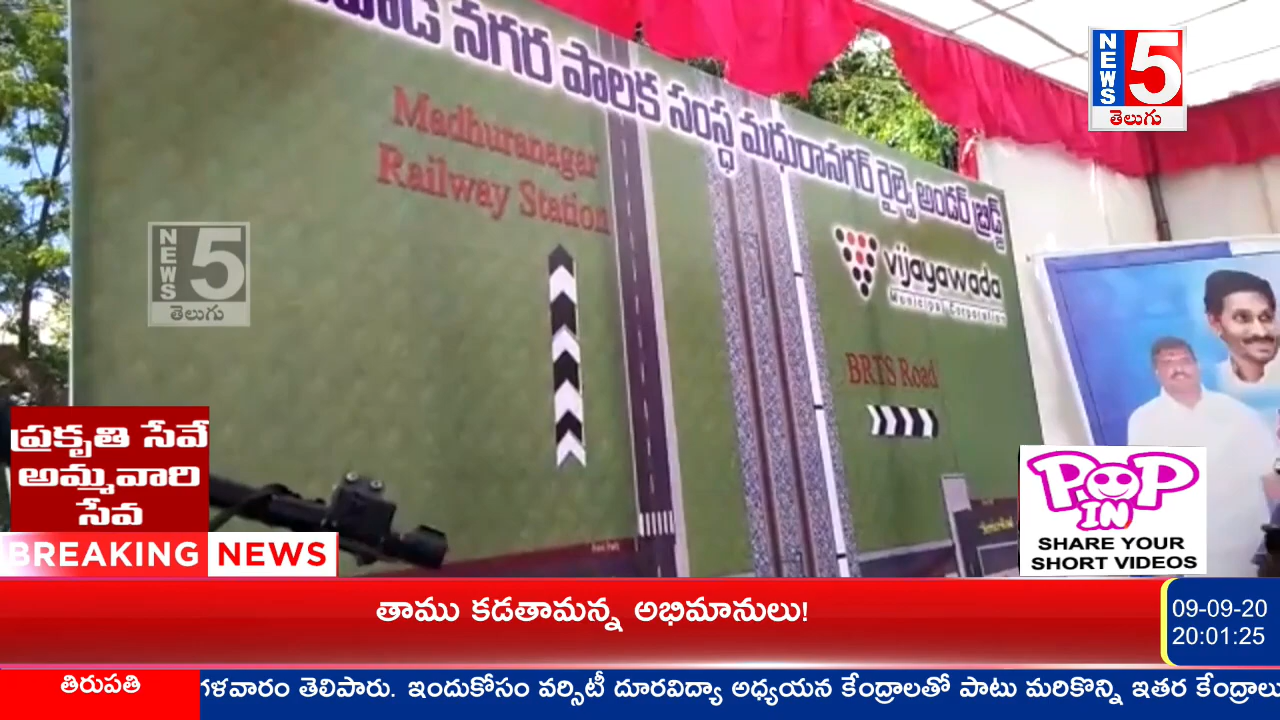 నగర పాలక సంస్థ మధురానగర్ రైల్వే అండర్ బ్రిడ్జ్
NEWS 5
తెలుగు
Madhuranagar
Railway Station
NEWS 5
తెలుగు
vijayawada
Municipal Corporation
BRTS Road
ప్రకృతి సేవే
అమ్మవారి
సేవ
POP
IN
SHARE YOUR
SHORT VIDEOS
BREAKING NEWS
తాము కడతామన్న అభిమానులు!
09-09-20
20:01:25
తిరుపతి
గళవారం తెలిపారు. ఇందుకోసం వర్సిటీ దూరవిద్యా అధ్యయన కేంద్రాలతో పాటు మరికొన్ని ఇతర కేంద్రాలు